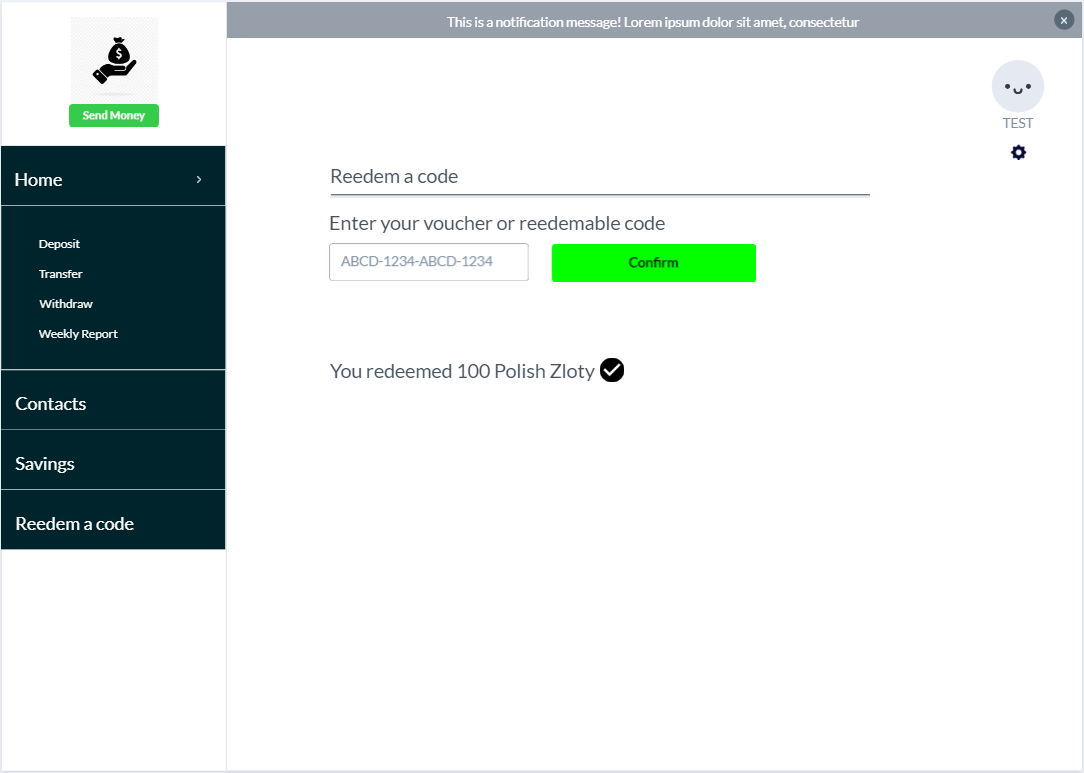 This is a notification message! Lorem ipsum dolor sit amet, consectetur
$
Send Money
TEST
Home
Deposit
Transfer
Withdraw
Weekly Report
Contacts
Savings
Reedem a code
Reedem a code
Enter your voucher or reedemable code
ABCD-1234-ABCD-1234
Confirm
You redeemed 100 Polish Zloty